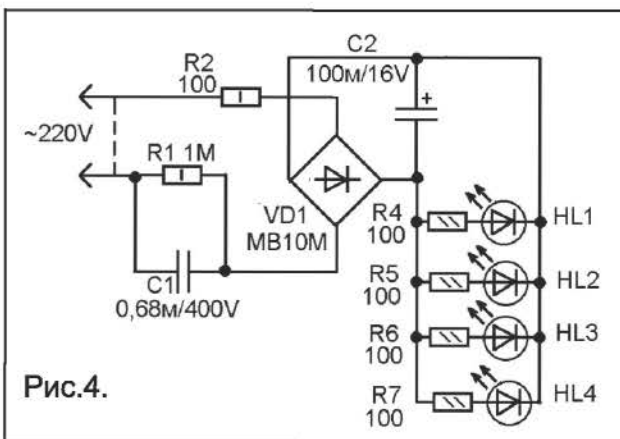 C2
100м/16V
+
R2
100
~220V
R1 1M
VD1
MB10M
C1
0,68м/400V
R4
100
HL1
R5
100
HL2
R6
100
HL3
R7
100
HL4
Рис.4.